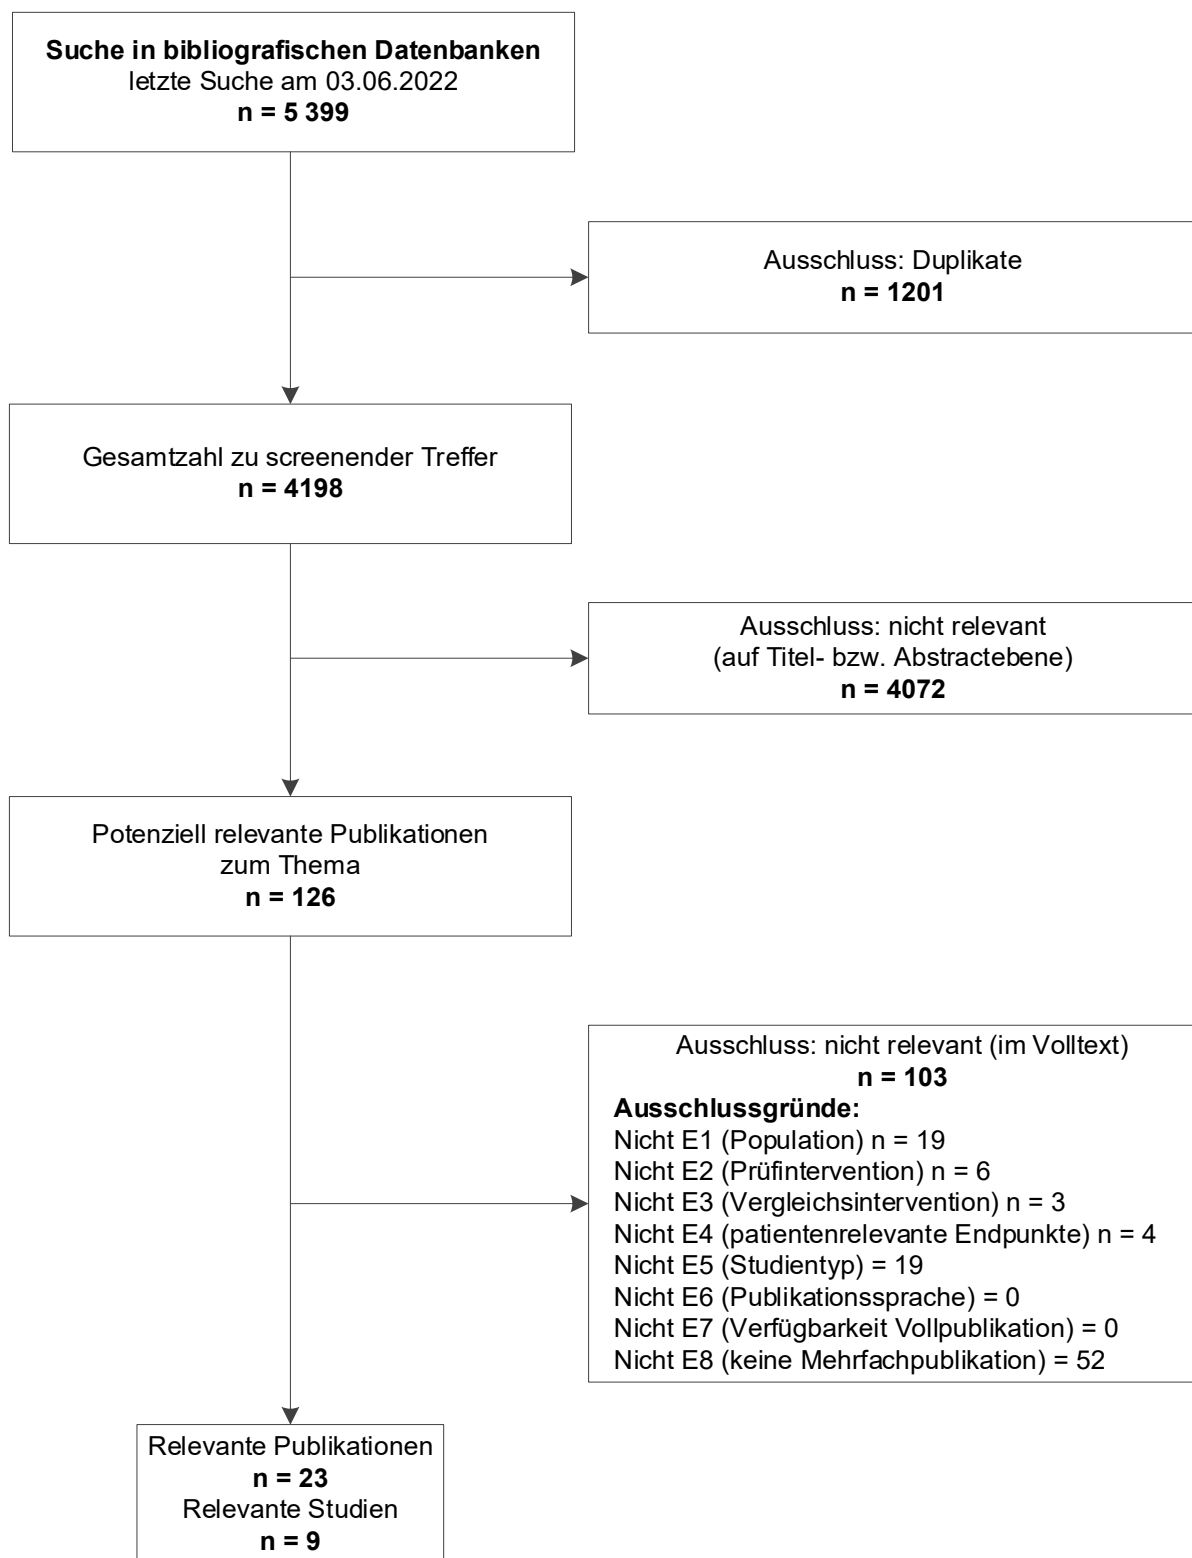 Suche in bibliografischen Datenbanken
letzte Suche am 03.06.2022
n = 5 399
Ausschluss: Duplikate
n = 1201
Gesamtzahl zu screenender Treffer
n = 4198
Ausschluss: nicht relevant
(auf Titel- bzw. Abstractebene)
n = 4072
Potenziell relevante Publikationen
zum Thema
n = 126
Ausschluss: nicht relevant (im Volltext)
n = 103
Ausschlussgründe:
Nicht E1 (Population) n = 19
Nicht E2 (Prüfintervention) n = 6
Nicht E3 (Vergleichsintervention) n = 3
Nicht E4 (patientenrelevante Endpunkte) n = 4
Nicht E5 (Studientyp) = 19
Nicht E6 (Publikationssprache) = 0
Nicht E7 (Verfügbarkeit Vollpublikation) = 0
Nicht E8 (keine Mehrfachpublikation) = 52
Relevante Publikationen
n = 23
Relevante Studien
n = 9